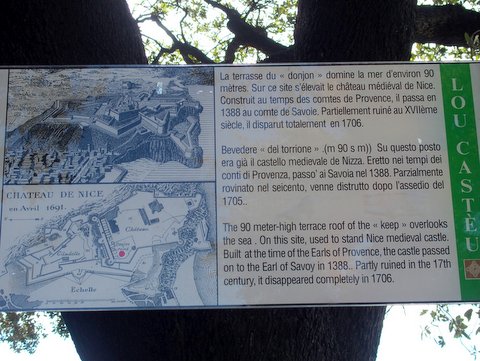 La terrasse du « donjon » domine la mer d'environ 90
mètres. Sur ce site s'élevait le château médiéval de Nice.
Construit au temps des comtes de Provence, il passa en
1388 au comte de Savoie. Partiellement ruiné au XVIIème
siècle, il disparut totalement en 1706.
Bevedere « del torrione » .(m 90 s m)) Su questo posto
era già il castello medievale de Nizza. Eretto nei tempi dei
conti di Provenza, passo' ai Savoia nel 1388. Parzialmente
rovinato nel seicento, venne distrutto dopo l'assedio del
1705..
The 90 meter-high terrace roof of the « keep » overlooks
the sea . On this site, used to stand Nice medieval castle.
Built at the time of the Earls of Provence, the castle passed
on to the Earl of Savoy in 1388.. Partly ruined in the 17th
century, it disappeared completely in 1706.
LOU CASTÈU
CHATEAU DE NICE
en Avril 1691.
Citadelle
Château
Donjon
Echelle